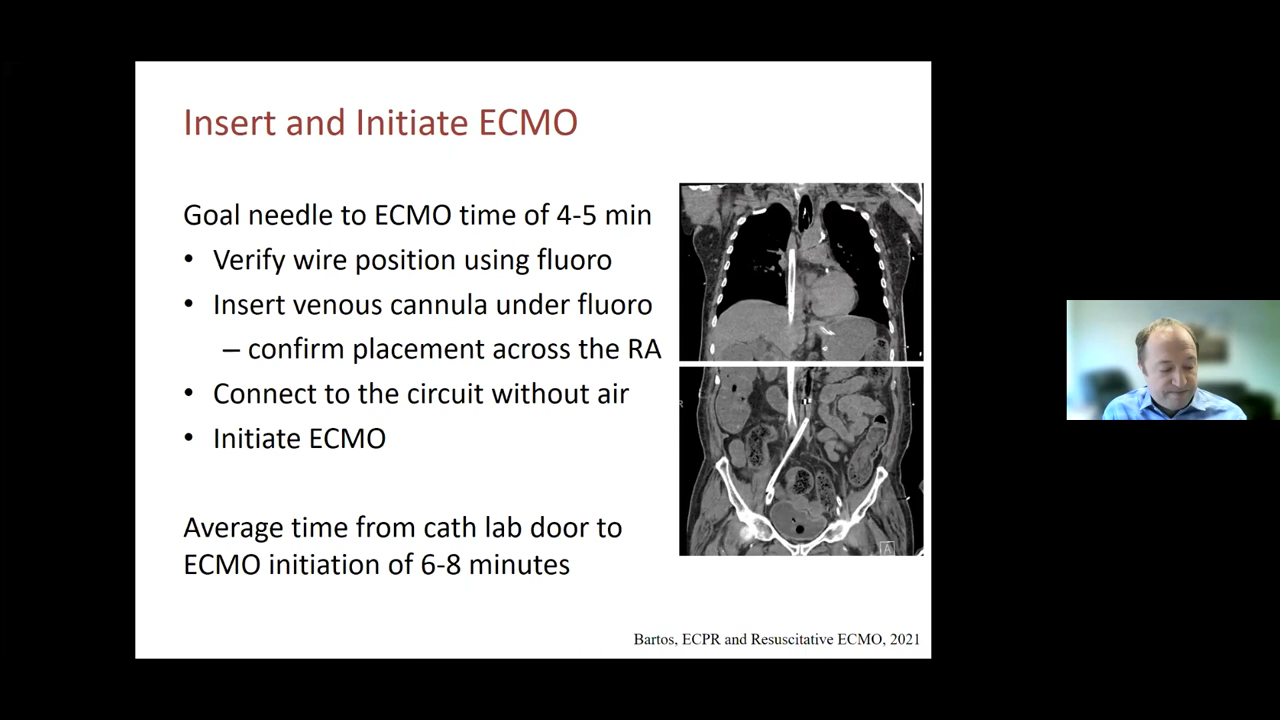 Insert and Initiate ECMO
Goal needle to ECMO time of 4-5 min
• Verify wire position using fluoro
• Insert venous cannula under fluoro
– confirm placement across the RA
• Connect to the circuit without air
• Initiate ECMO
Average time from cath lab door to
ECMO initiation of 6-8 minutes
R
A
Bartos, ECPR and Resuscitative ECMO, 2021